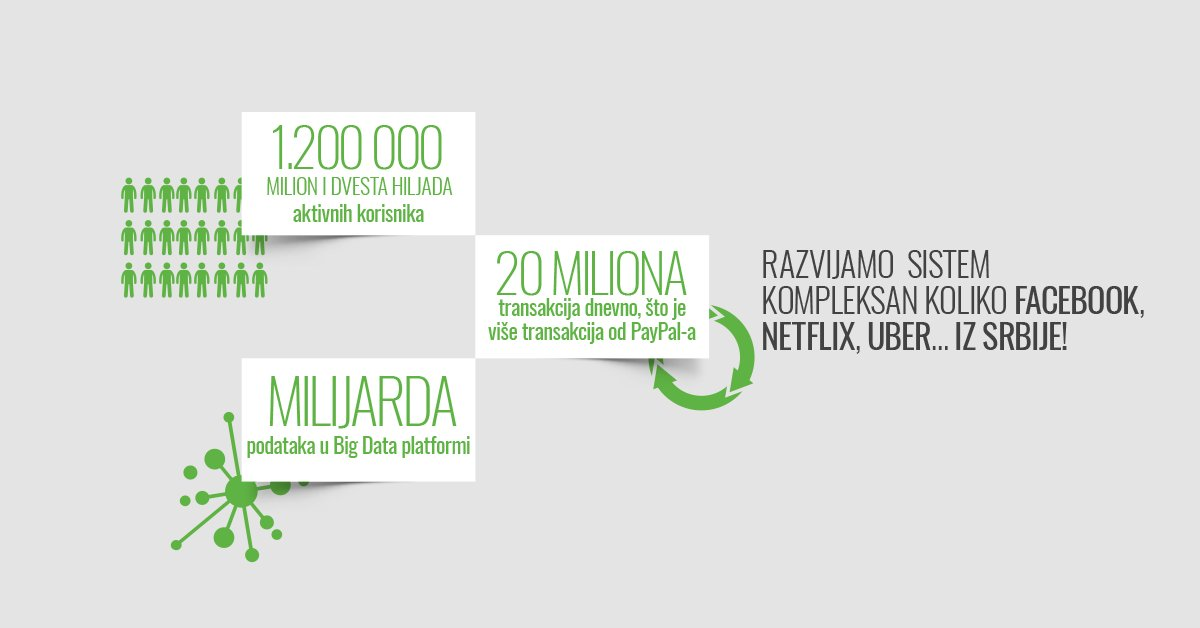 1.200 000
MILION I DVESTA HILJADA
aktivnih korisnika
20 MILIONA
transakcija dnevno, što je
više transakcija od PayPal-a
MILIJARDA
podataka u Big Data platformi
RAZVIJAMO SISTEM
KOMPLEKSAN KOLIKO FACEBOOK,
NETFLIX, UBER... IZ SRBIJE!